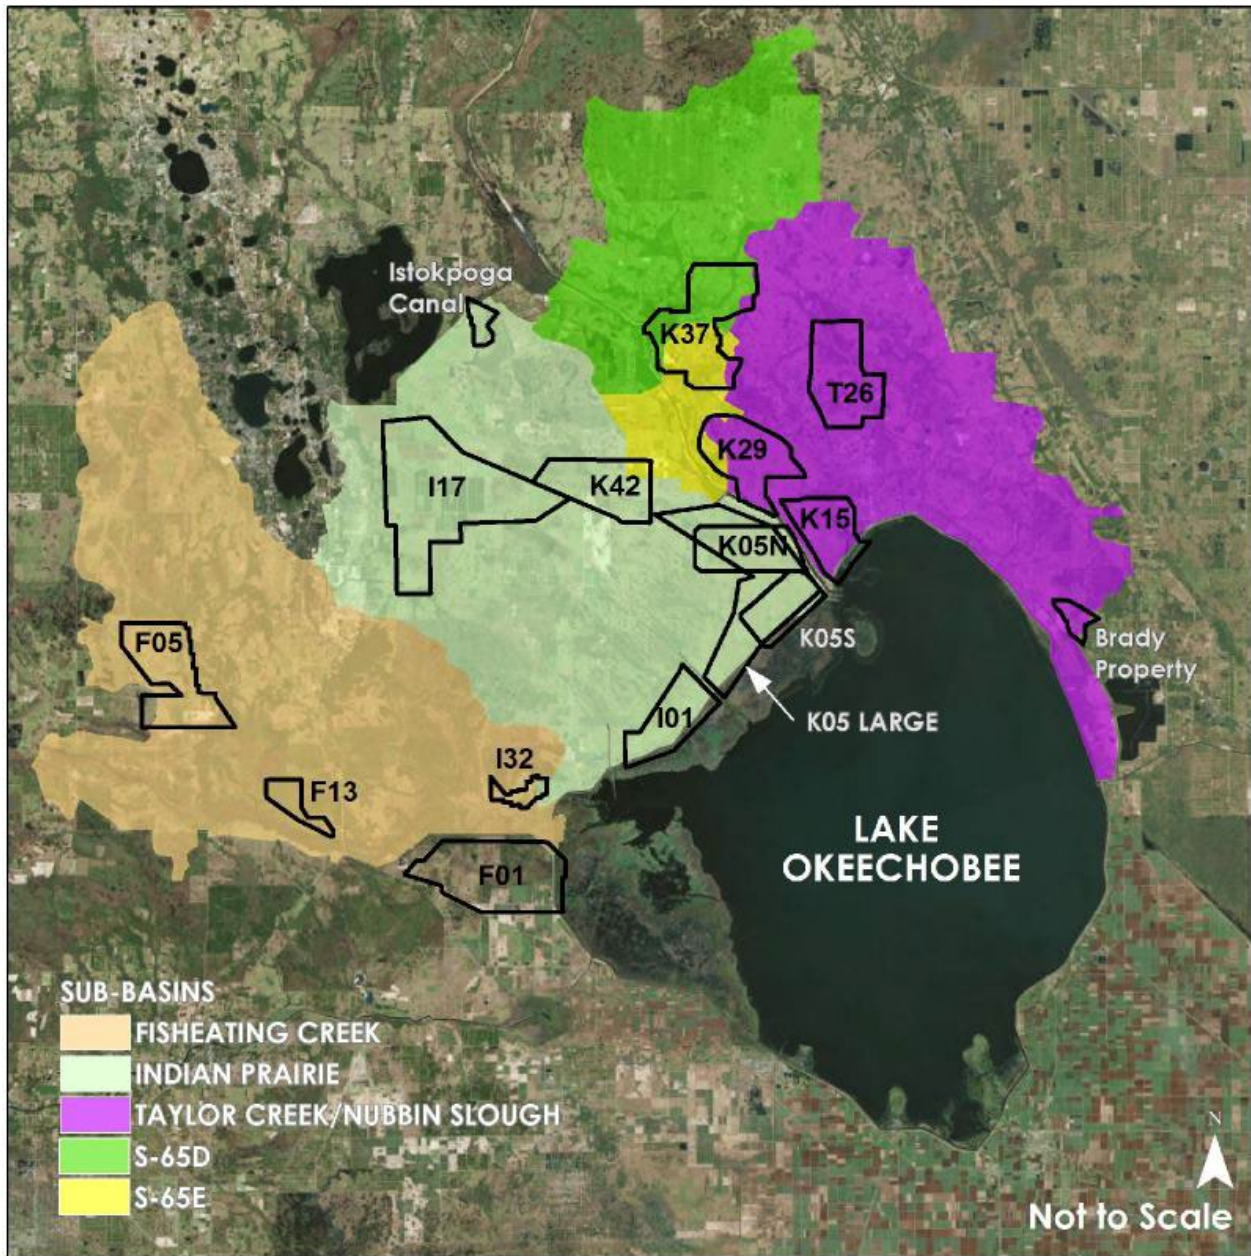 Istokpoga
Canal
K37
T26
K29
I17
K42
K15
K05N
F05
K05S
Brady
Property
I01
K05 LARGE
I32
F13
LAKE
OKEECHOBEE
F01
SUB-BASINS
FISHEATING CREEK
INDIAN PRAIRIE
TAYLOR CREEK/NUBBIN SLOUGH
S-65D
S-65E
N
Not to Scale